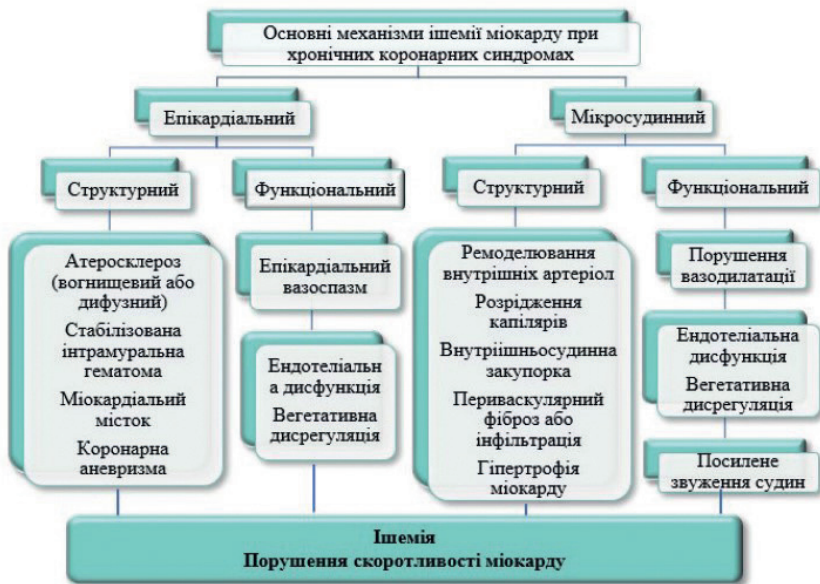 Основні механізми ішемії міокарду при
хронічних коронарних синдромах
Епікардіальний
Мікросудинний
Структурний
Функціональний
Структурний
Функціональний
Атеросклероз
(вогнищевий або
дифузний)
Стабілізована
інтрамуральна
гематома
Міокардіальий
місток
Коронарна
аневризма
Епікардіальний
вазоспазм
Ендотеліальн
а дисфункція
Вегетативна
дисрегуляція
Ремоделювання
внутрішніх артеріол
Розрідження
капілярів
Внутріішньосудинна
закупорка
Периваскулярний
фіброз або
інфільтрація
Гіпертрофія
міокарду
Порушення
вазодилатації
Ендотеліальна
дисфункція
Вегетативна
дисрегуляція
Посилене
звуження судин
Ішемія
Порушення скоротливості міокарду